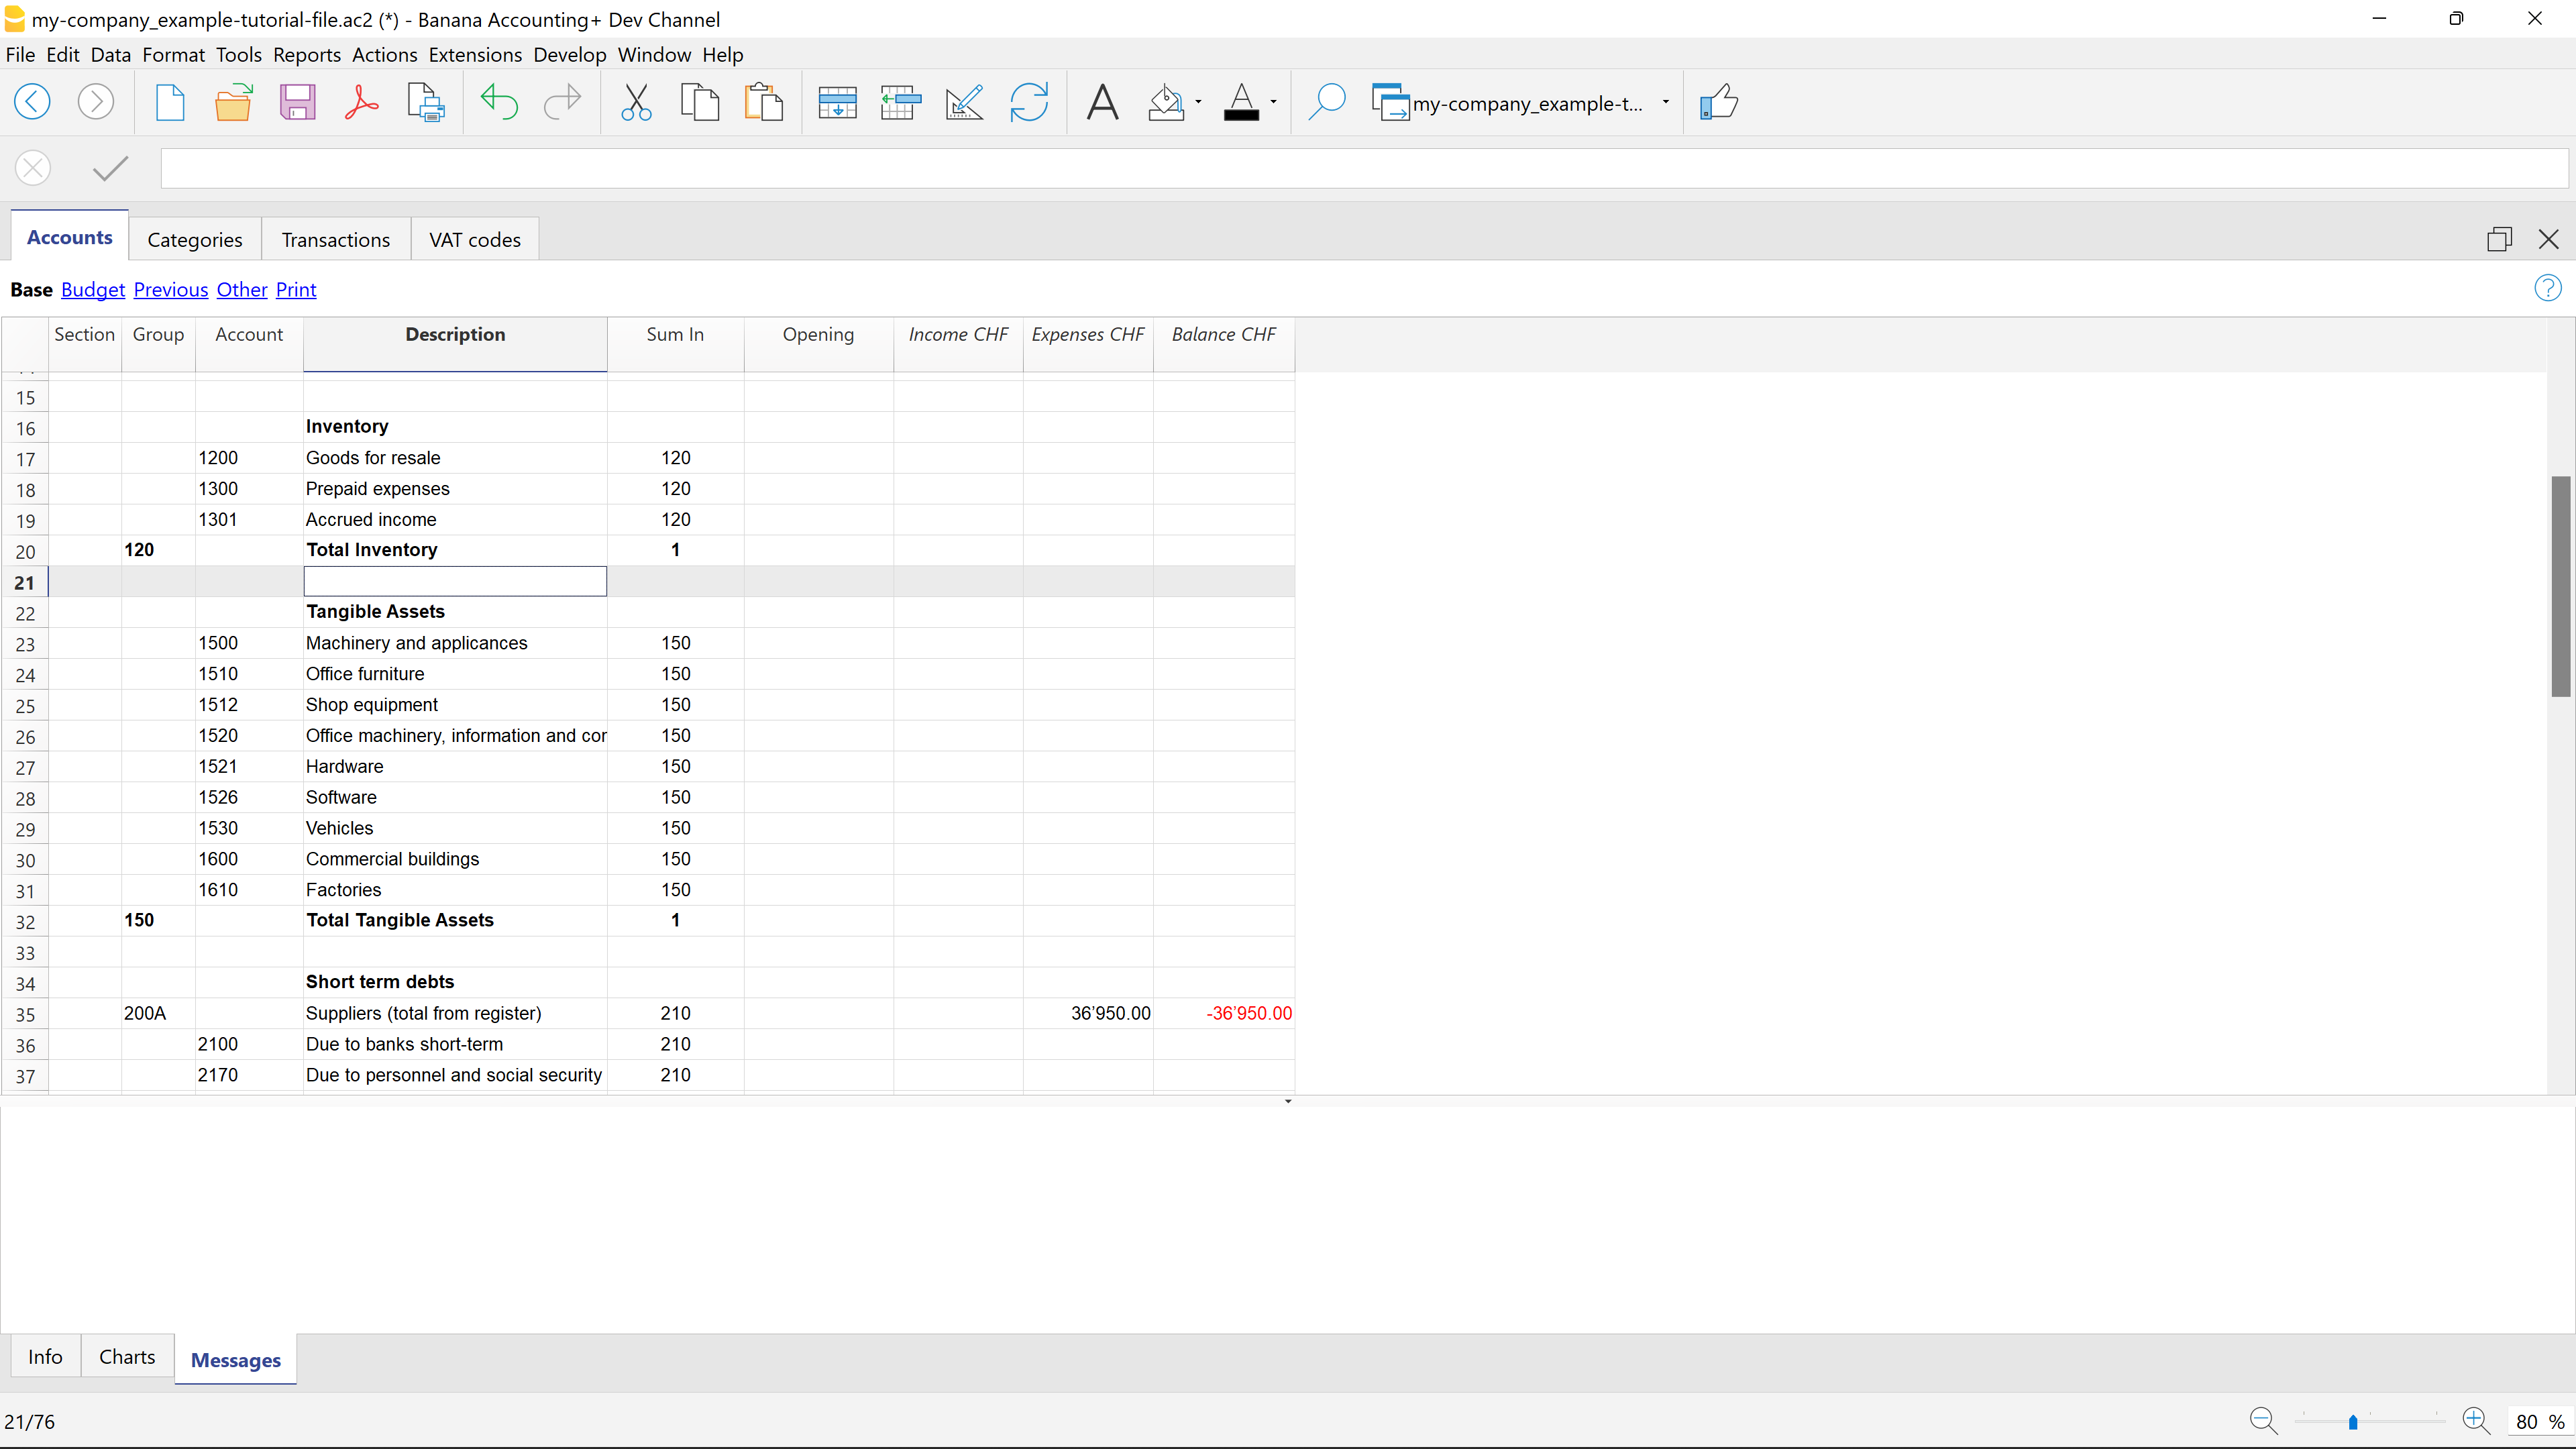 my-company_example-tutorial-file.ac2 (*) - Banana Accounting+ Dev Channel
File Edit Data Format Tools Reports Actions Extensions Develop Window Help
my-company_example-t...
Accounts Categories Transactions VAT codes
Base Budget Previous Other Print
Section Group Account Description Sum In Opening Income CHF Expenses CHF Balance CHF
15
16 Inventory
17 1200 Goods for resale 120
18 1300 Prepaid expenses 120
19 1301 Accrued income 120
20 120 Total Inventory 1
21
22 Tangible Assets
23 1500 Machinery and applicances 150
24 1510 Office furniture 150
25 1512 Shop equipment 150
26 1520 Office machinery, information and cor 150
27 1521 Hardware 150
28 1526 Software 150
29 1530 Vehicles 150
30 1600 Commercial buildings 150
31 1610 Factories 150
32 150 Total Tangible Assets 1
33
34 Short term debts
35 200A Suppliers (total from register) 210 36'950.00 -36'950.00
36 2100 Due to banks short-term 210
37 2170 Due to personnel and social security 210
Info Charts Messages
21/76 80 %